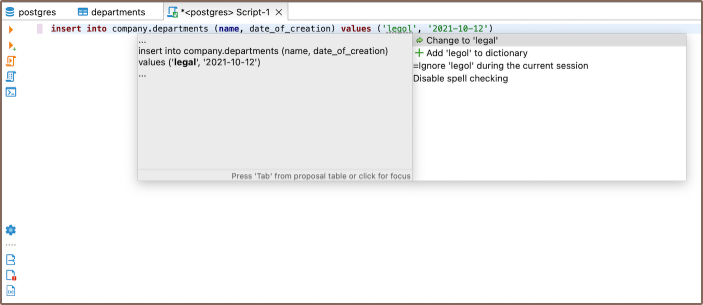 postgres
departments
*<postgres> Script-1
insert into company.departments (name, date_of_creation) values ('legol', '2021-10-12')
...
insert into company.departments (name, date_of_creation)
values ('legal', '2021-10-12')
...
Press 'Tab' from proposal table or click for focus
Change to 'legal'
Add 'legol' to dictionary
=Ignore 'legol' during the current session
Disable spell checking